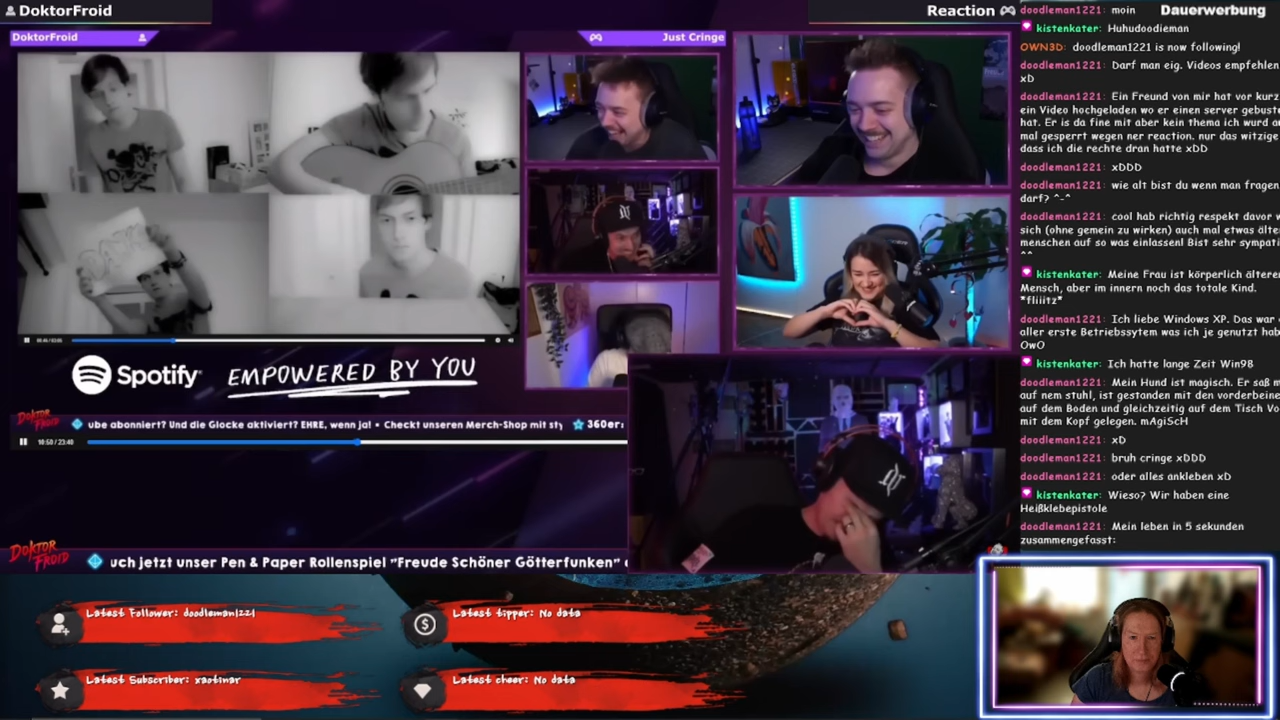 DoktorFroid
Reaction
DoktorFroid
Just Cringe
Spotify
EMPOWERED BY YOU
DOKTOR FROID
ube abonniert? Und die Glocke aktiviert? EHRE, wenn ja! • Checkt unseren Merch-Shop mit sty
360er:
10:50 / 23:40
DOKTOR FROID
uch jetzt unser Pen & Paper Rollenspiel "Freude Schöner Götterfunken"
Latest Follower: doodleman1221
Latest tipper: No data
Latest Subscriber: xaotinar
Latest cheer: No data
Dauerwerbung
doodleman1221: moin
kistenkater: Huhudoodieman
OWN3D: doodleman1221 is now following!
doodleman1221: Darf man eig. Videos empfehlen
xD
doodleman1221: Ein Freund von mir hat vor kurz
ein Video hochgeladen wo er einen server gebuste
hat. Er is da fine mit aber kein thema ich wurd a
mal gesperrt wegen ner reaction. nur das witzige
dass ich die rechte dran hatte xDD
doodleman1221: xDDD
doodleman1221: wie alt bist du wenn man fragen
darf? ^-^
doodleman1221: cool hab richtig respekt davor
sich (ohne gemein zu wirken) auch mal etwas älte
menschen auf so was einlassen! Bist sehr sympati
^^
kistenkater: Meine Frau ist körperlich älter
Mensch, aber im innern noch das totale Kind.
*fliiitz*
doodleman1221: Ich liebe Windows XP. Das war
aller erste Betriebssytem was ich je genutzt hab
OwO
kistenkater: Ich hatte lange Zeit Win98
doodleman1221: Mein Hund ist magisch. Er saß m
auf nem stuhl, ist gestanden mit den vorderbeine
auf dem Boden und gleichzeitig auf dem Tisch Vo
mit dem Kopf gelegen. mAgiScH
doodleman1221: xD
doodleman1221: bruh cringe xDDD
doodleman1221: oder alles ankleben xD
kistenkater: Wieso? Wir haben eine
Heißklebepistole
doodleman1221: Mein leben in 5 sekunden
zusammengefasst: